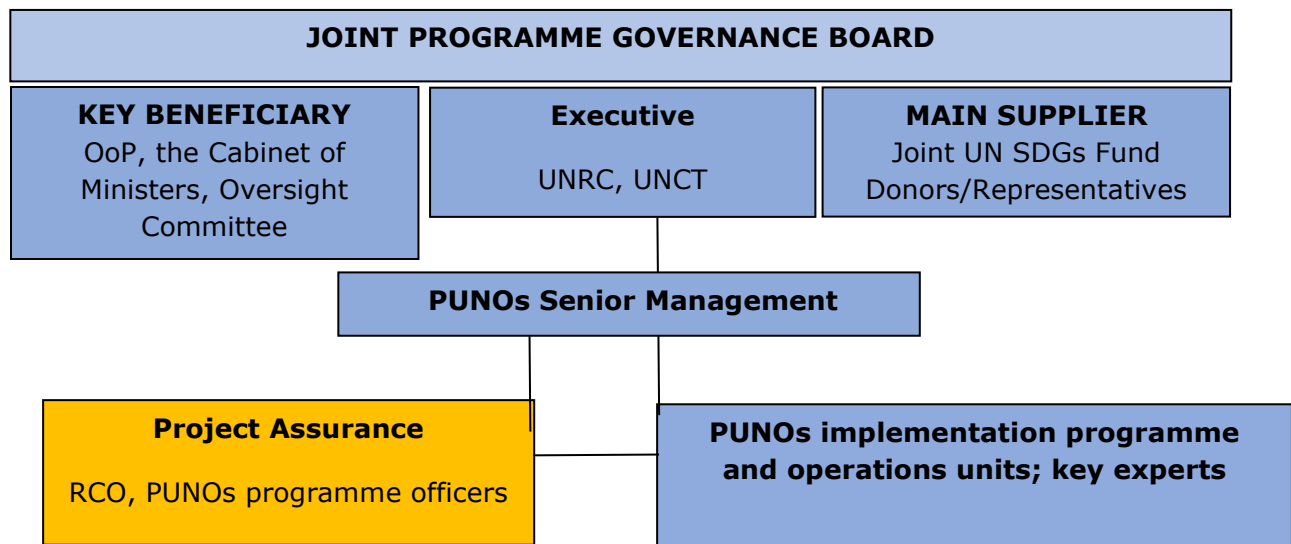 JOINT PROGRAMME GOVERNANCE BOARD
KEY BENEFICIARY
OoP, the Cabinet of
Ministers, Oversight
Committee
Executive
UNRC, UNCT
MAIN SUPPLIER
Joint UN SDGs Fund
Donors/Representatives
PUNOs Senior Management
Project Assurance
RCO, PUNOs programme officers
PUNOs implementation programme
and operations units; key experts